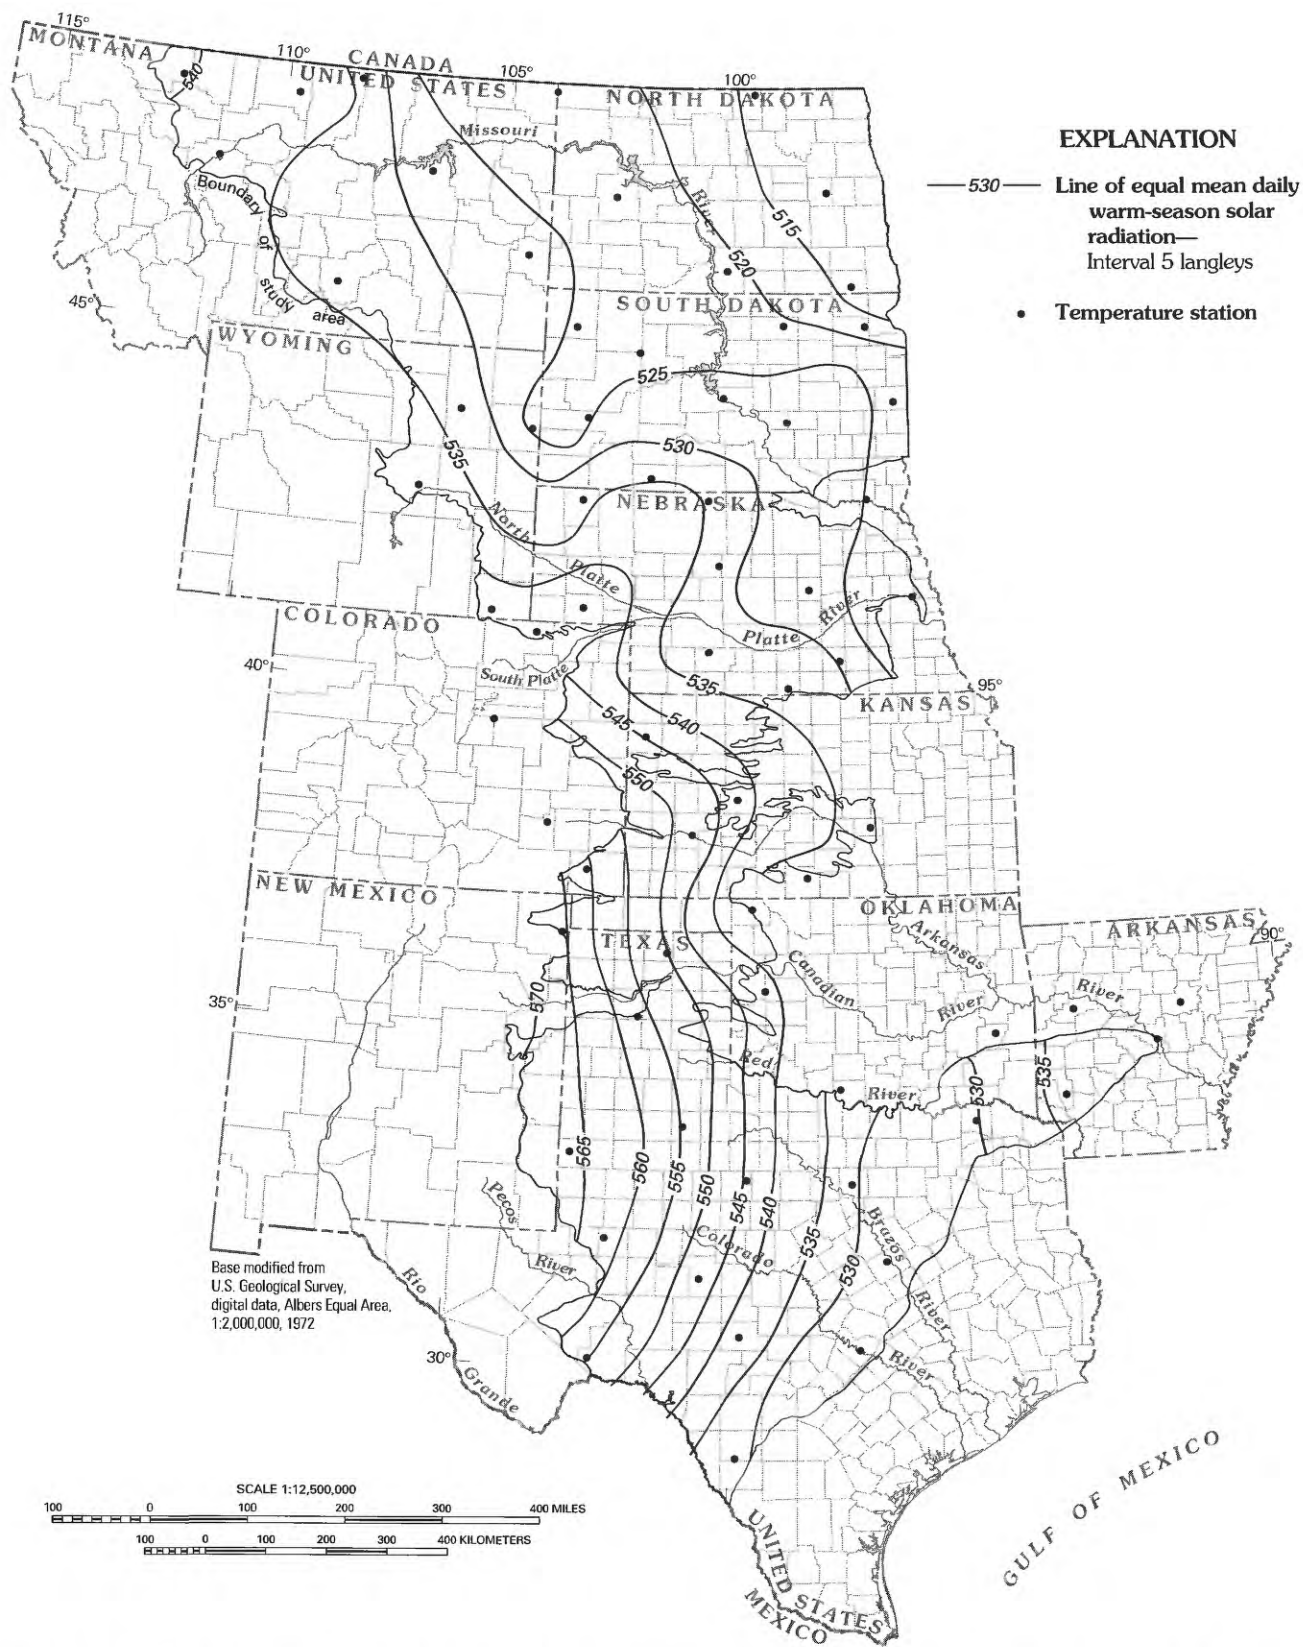 115°
MONTANA
540
110°
CANADA
UNITED STATES
105°
100°
NORTH DAKOTA
Missouri
River
Boundary
of
study
area
515
520
45°
WYOMING
SOUTH DAKOTA
525
530
535
NEBRASKA
North
Platte
River
Platte
COLORADO
40°
South Platte
535
95°
KANSAS
545
540
550
NEW MEXICO
OKLAHOMA
ARKANSAS
90°
TEXAS
Arkansas
River
Canadian
River
35°
570
Red
River
530
535
565
560
555
550
545
540
535
530
Pecos
River
Colorado
River
Brazos
River
Rio
Grande
30°
Base modified from
U.S. Geological Survey,
digital data, Albers Equal Area,
1:2,000,000, 1972
UNITED STATES
MEXICO
GULF OF MEXICO
SCALE 1:12,500,000
100 0 100 200 300 400 MILES
100 0 100 200 300 400 KILOMETERS
EXPLANATION
530 Line of equal mean daily
warm-season solar
radiation—
Interval 5 langleys
• Temperature station